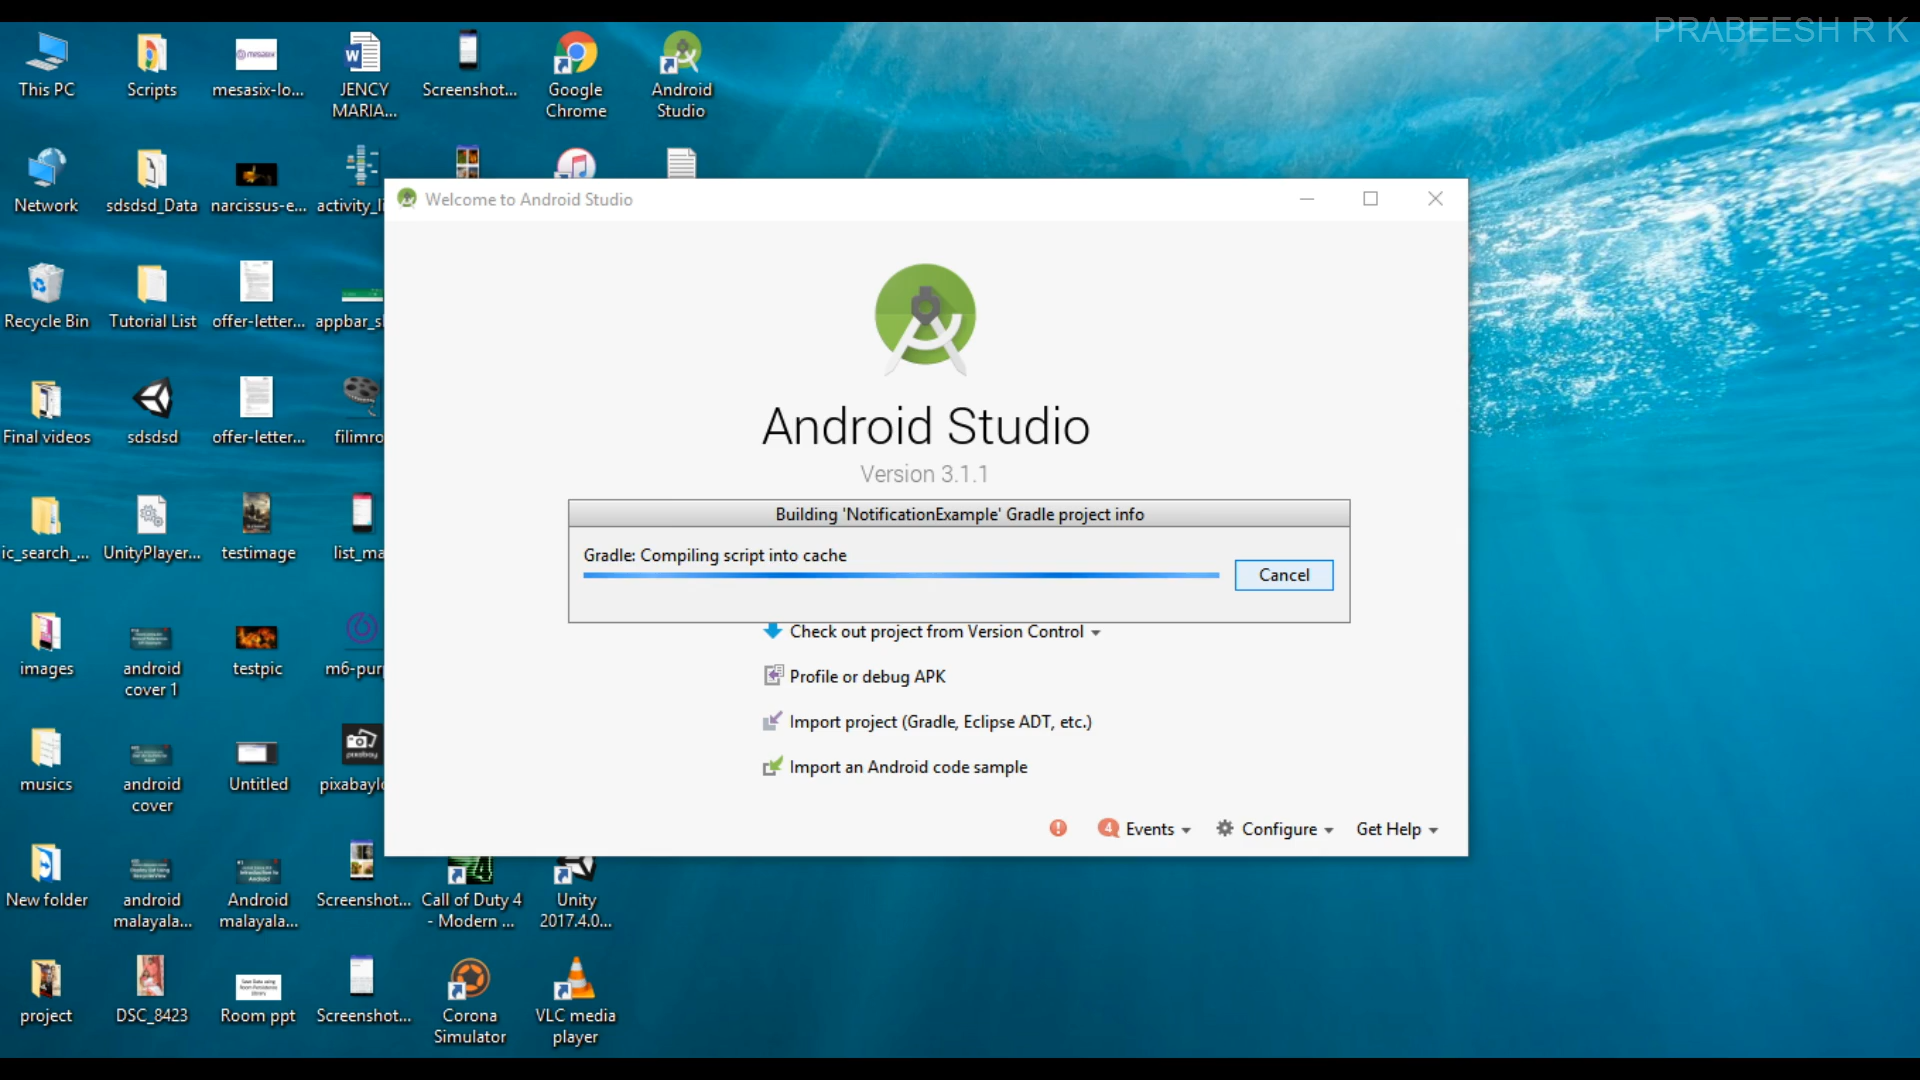 PRABEESH R K
This PC
Scripts
mesasix-lo...
JENCY
MARIA...
Screenshot...
Google
Chrome
Android
Studio
Network
sdsdsd_Data
narcissus-e...
activity_li
Welcome to Android Studio
Recycle Bin
Tutorial List
offer-letter...
appbar_s
Final videos
sdsdsd
offer-letter...
filimro
Android Studio
Version 3.1.1
Building 'NotificationExample' Gradle project info
Gradle: Compiling script into cache
Cancel
ic_search_...
UnityPlayer...
testimage
list_ma
Check out project from Version Control
Profile or debug APK
Import project (Gradle, Eclipse ADT, etc.)
Import an Android code sample
images
android
cover 1
testpic
m6-purp
musics
android
cover
Untitled
pixabay
pixabaylo
4
Events
Configure
Get Help
New folder
android
malayala...
Android
malayala...
Screenshot...
Call of Duty 4
- Modern ...
Unity
2017.4.0...
project
DSC_8423
Room ppt
Screenshot...
Corona
Simulator
VLC media
player